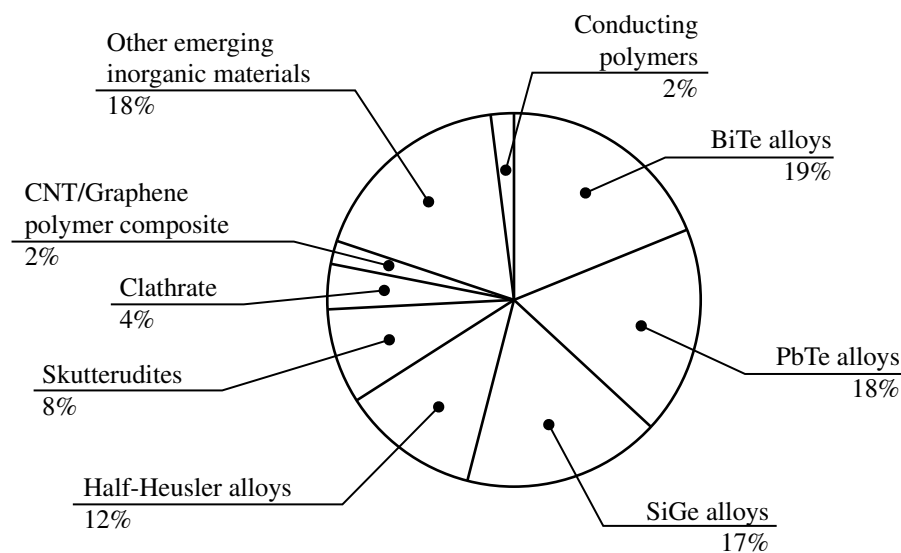 Conducting
polymers
2%
BiTe alloys
19%
PbTe alloys
18%
SiGe alloys
17%
Half-Heusler alloys
12%
Skutterudites
8%
Clathrate
4%
CNT/Graphene
polymer composite
2%
Other emerging
inorganic materials
18%